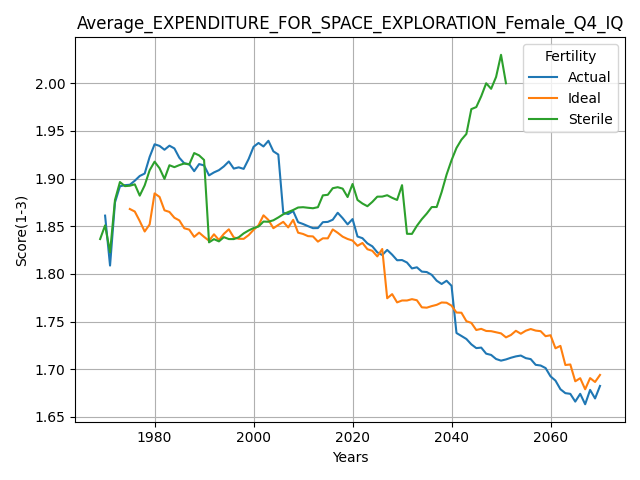 Average_EXPENDITURE_FOR_SPACE_EXPLORATION_Female_Q4_IQ
Fertility
Actual
Ideal
Sterile
Score(1-3)
2.00
1.95
1.90
1.85
1.80
1.75
1.70
1.65
1980 2000 2020 2040 2060
Years